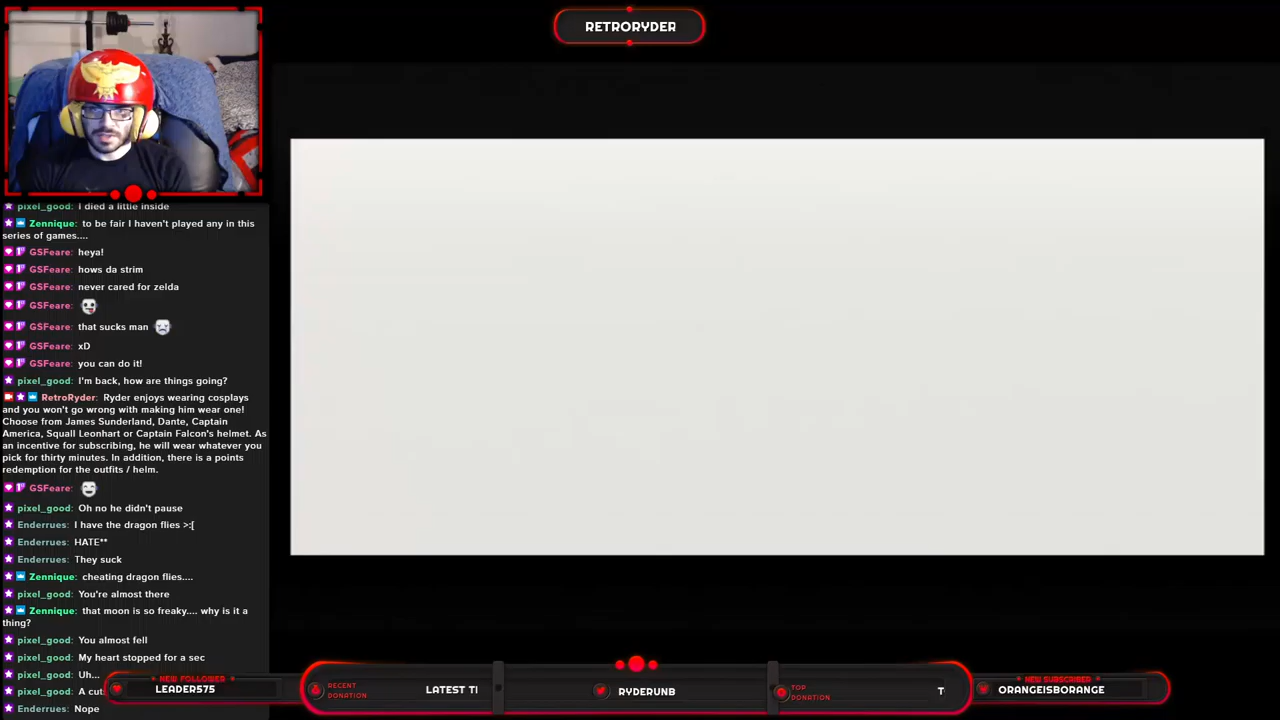 RETRORYDER
pixel_good: I died a little inside
Zennique: to be fair I haven't played any in this
series of games....
GSFeare: heya!
GSFeare: hows da strim
GSFeare: never cared for zelda
GSFeare:
GSFeare: that sucks man
GSFeare: xD
GSFeare: you can do it!
pixel_good: I'm back, how are things going?
RetroRyder: Ryder enjoys wearing cosplays
and you won't go wrong with making him wear one!
Choose from James Sunderland, Dante, Captain
America, Squall Leonhart or Captain Falcon's helmet. As
an incentive for subscribing, he will wear whatever you
pick for thirty minutes. In addition, there is a points
redemption for the outfits / helm.
GSFeare:
pixel_good: Oh no he didn't pause
Enderrues: I have the dragon flies >:[
Enderrues: HATE**
Enderrues: They suck
Zennique: cheating dragon flies....
pixel_good: You're almost there
Zennique: that moon is so freaky.... why is it a
thing?
pixel_good: You almost fell
pixel_good: My heart stopped for a sec
pixel_good: Uh...
pixel_good: A cut
Enderrues: Nope
NEW FOLLOWER
LEADER575
RECENT
DONATION
LATEST TI
RYDERUNB
TOP
DONATION
T
NEW SUBSCRIBER
ORANGEISBORANGE